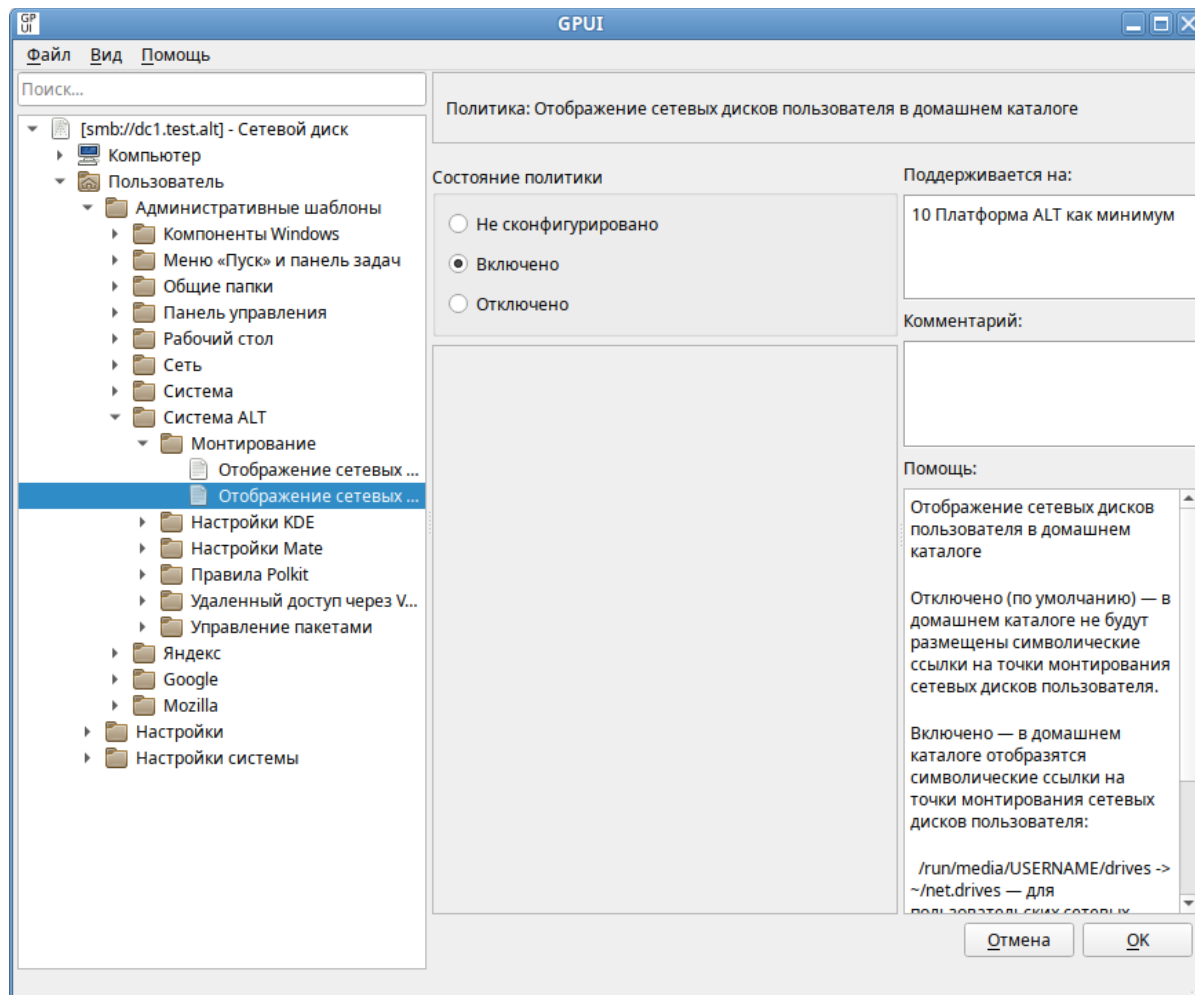 GP
UI
GPUI
Файл Вид Помощь
Поиск...
[smb://dc1.test.alt] - Сетевой диск
Компьютер
Пользователь
Административные шаблоны
Компоненты Windows
Меню «Пуск» и панель задач
Общие папки
Панель управления
Рабочий стол
Сеть
Система
Система ALT
Монтирование
Отображение сетевых ...
Отображение сетевых ...
Настройки KDE
Настройки Mate
Правила Polkit
Удаленный доступ через V...
Управление пакетами
Яндекс
Google
Mozilla
Настройки
Настройки системы
Политика: Отображение сетевых дисков пользователя в домашнем каталоге
Состояние политики
Не сконфигурировано
Включено
Отключено
Поддерживается на:
10 Платформа ALT как минимум
Комментарий:
Помощь:
Отображение сетевых дисков
пользователя в домашнем
каталоге
Отключено (по умолчанию) — в
домашнем каталоге не будут
размещены символические
ссылки на точки монтирования
сетевых дисков пользователя.
Включено — в домашнем
каталоге отобразятся
символические ссылки на
точки монтирования сетевых
дисков пользователя:
/run/media/USERNAME/drives ->
~/net.drives — для
пользовательских сетевых
Отмена
OK